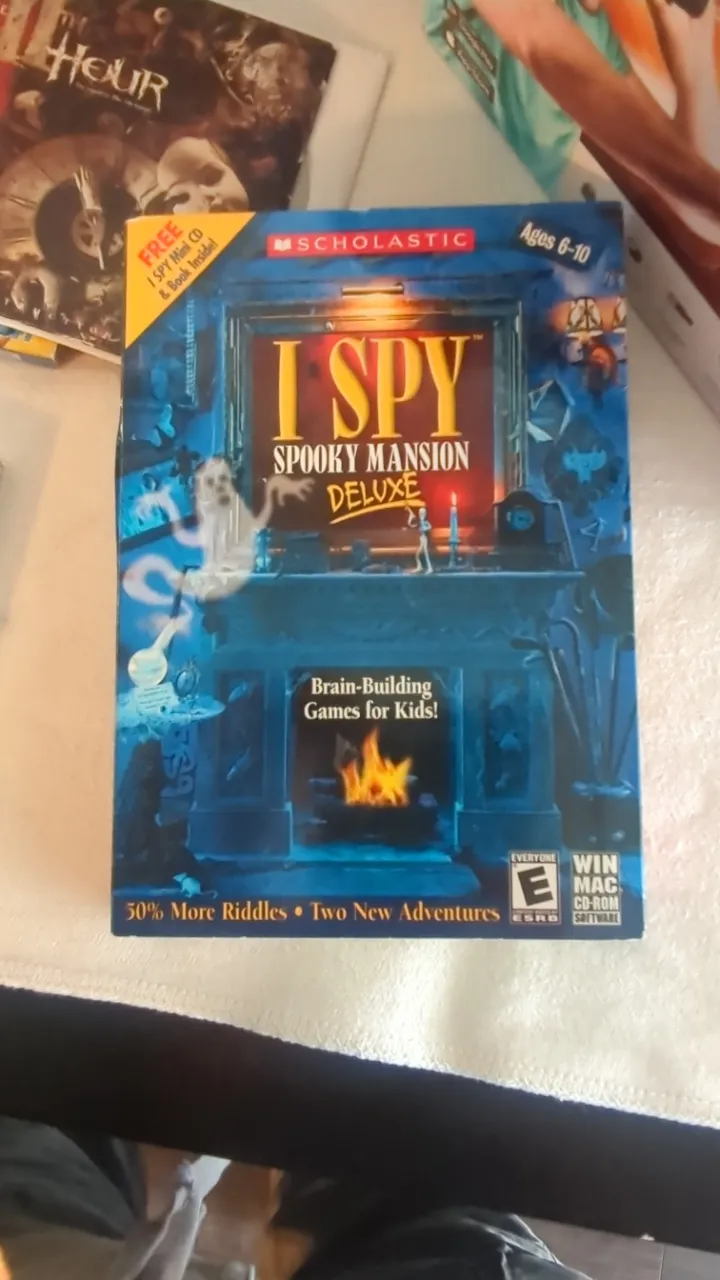 HOUR
FREE
I SPY Mini CD
& Book Inside!
SCHOLASTIC
Ages 6-10
I SPY™
SPOOKY MANSION
DELUXE
Brain-Building
Games for Kids!
50% More Riddles • Two New Adventures
EVERYONE
E
ESRB
WIN
MAC
CD-ROM
SOFTWARE